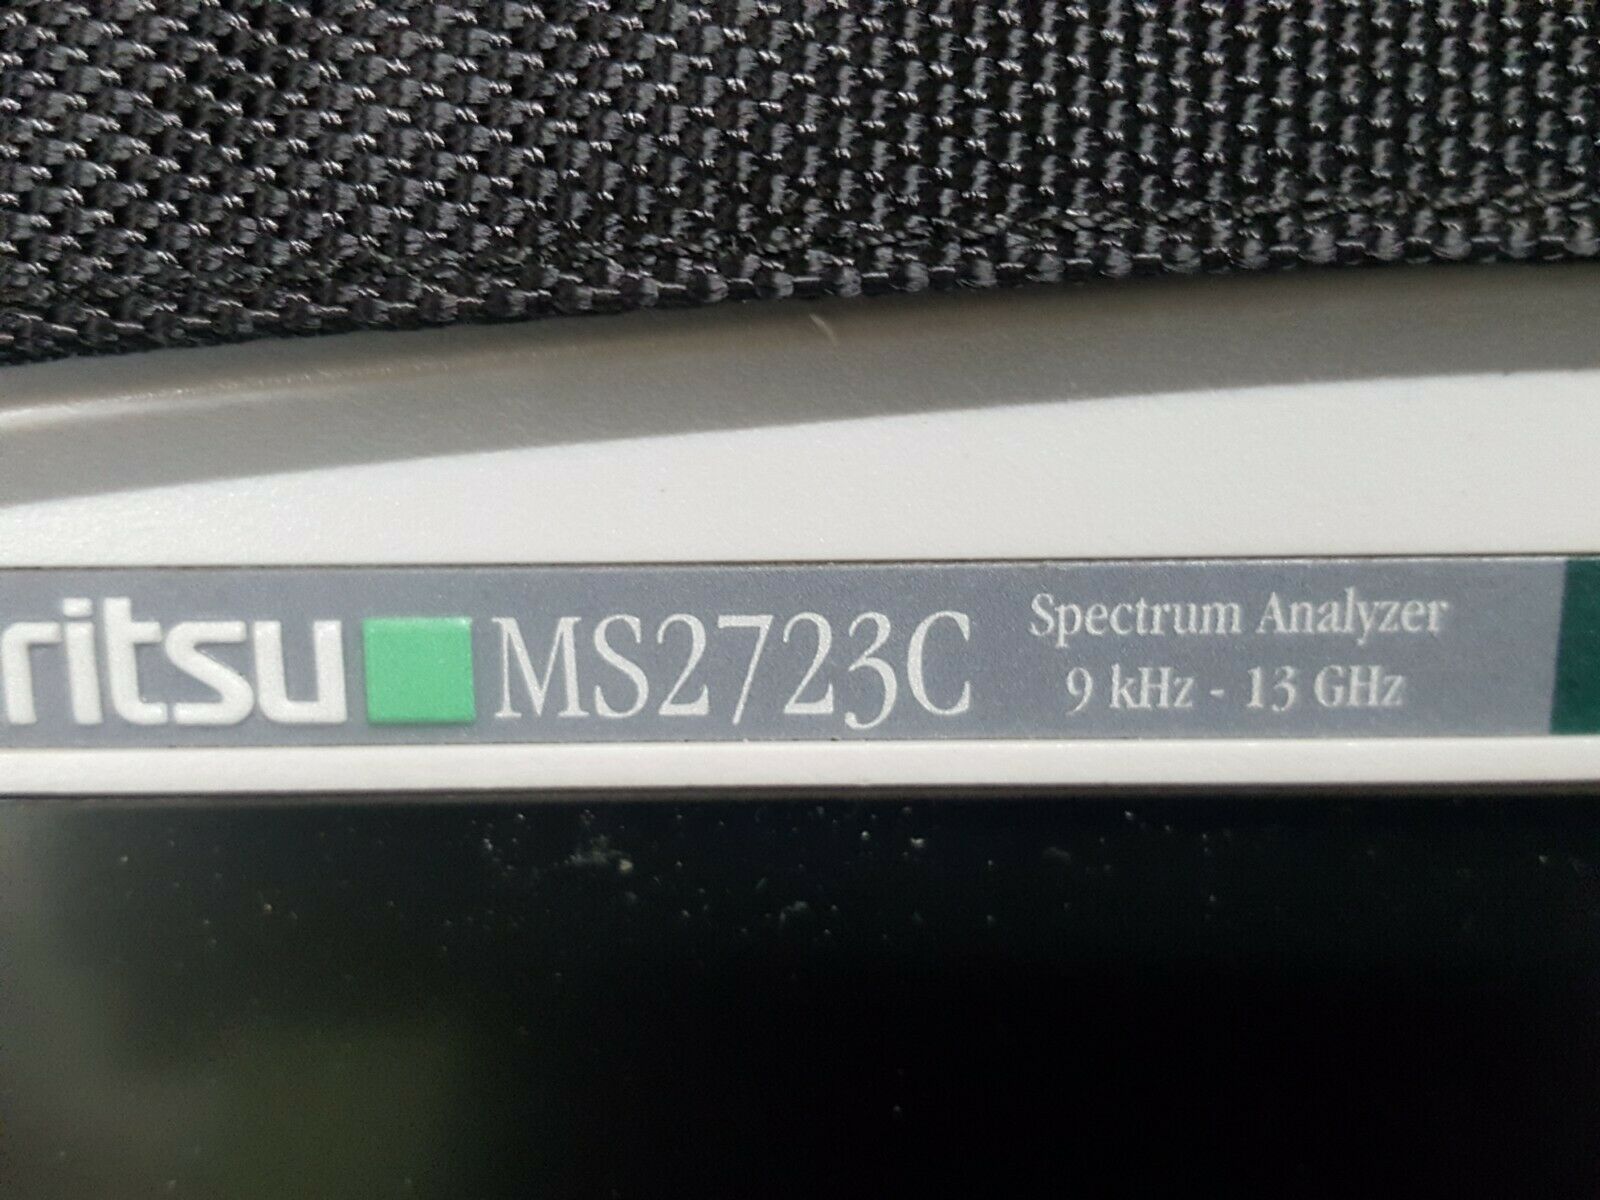 ritsu MS2723C Spectrum Analyzer
9 kHz - 13 GHz